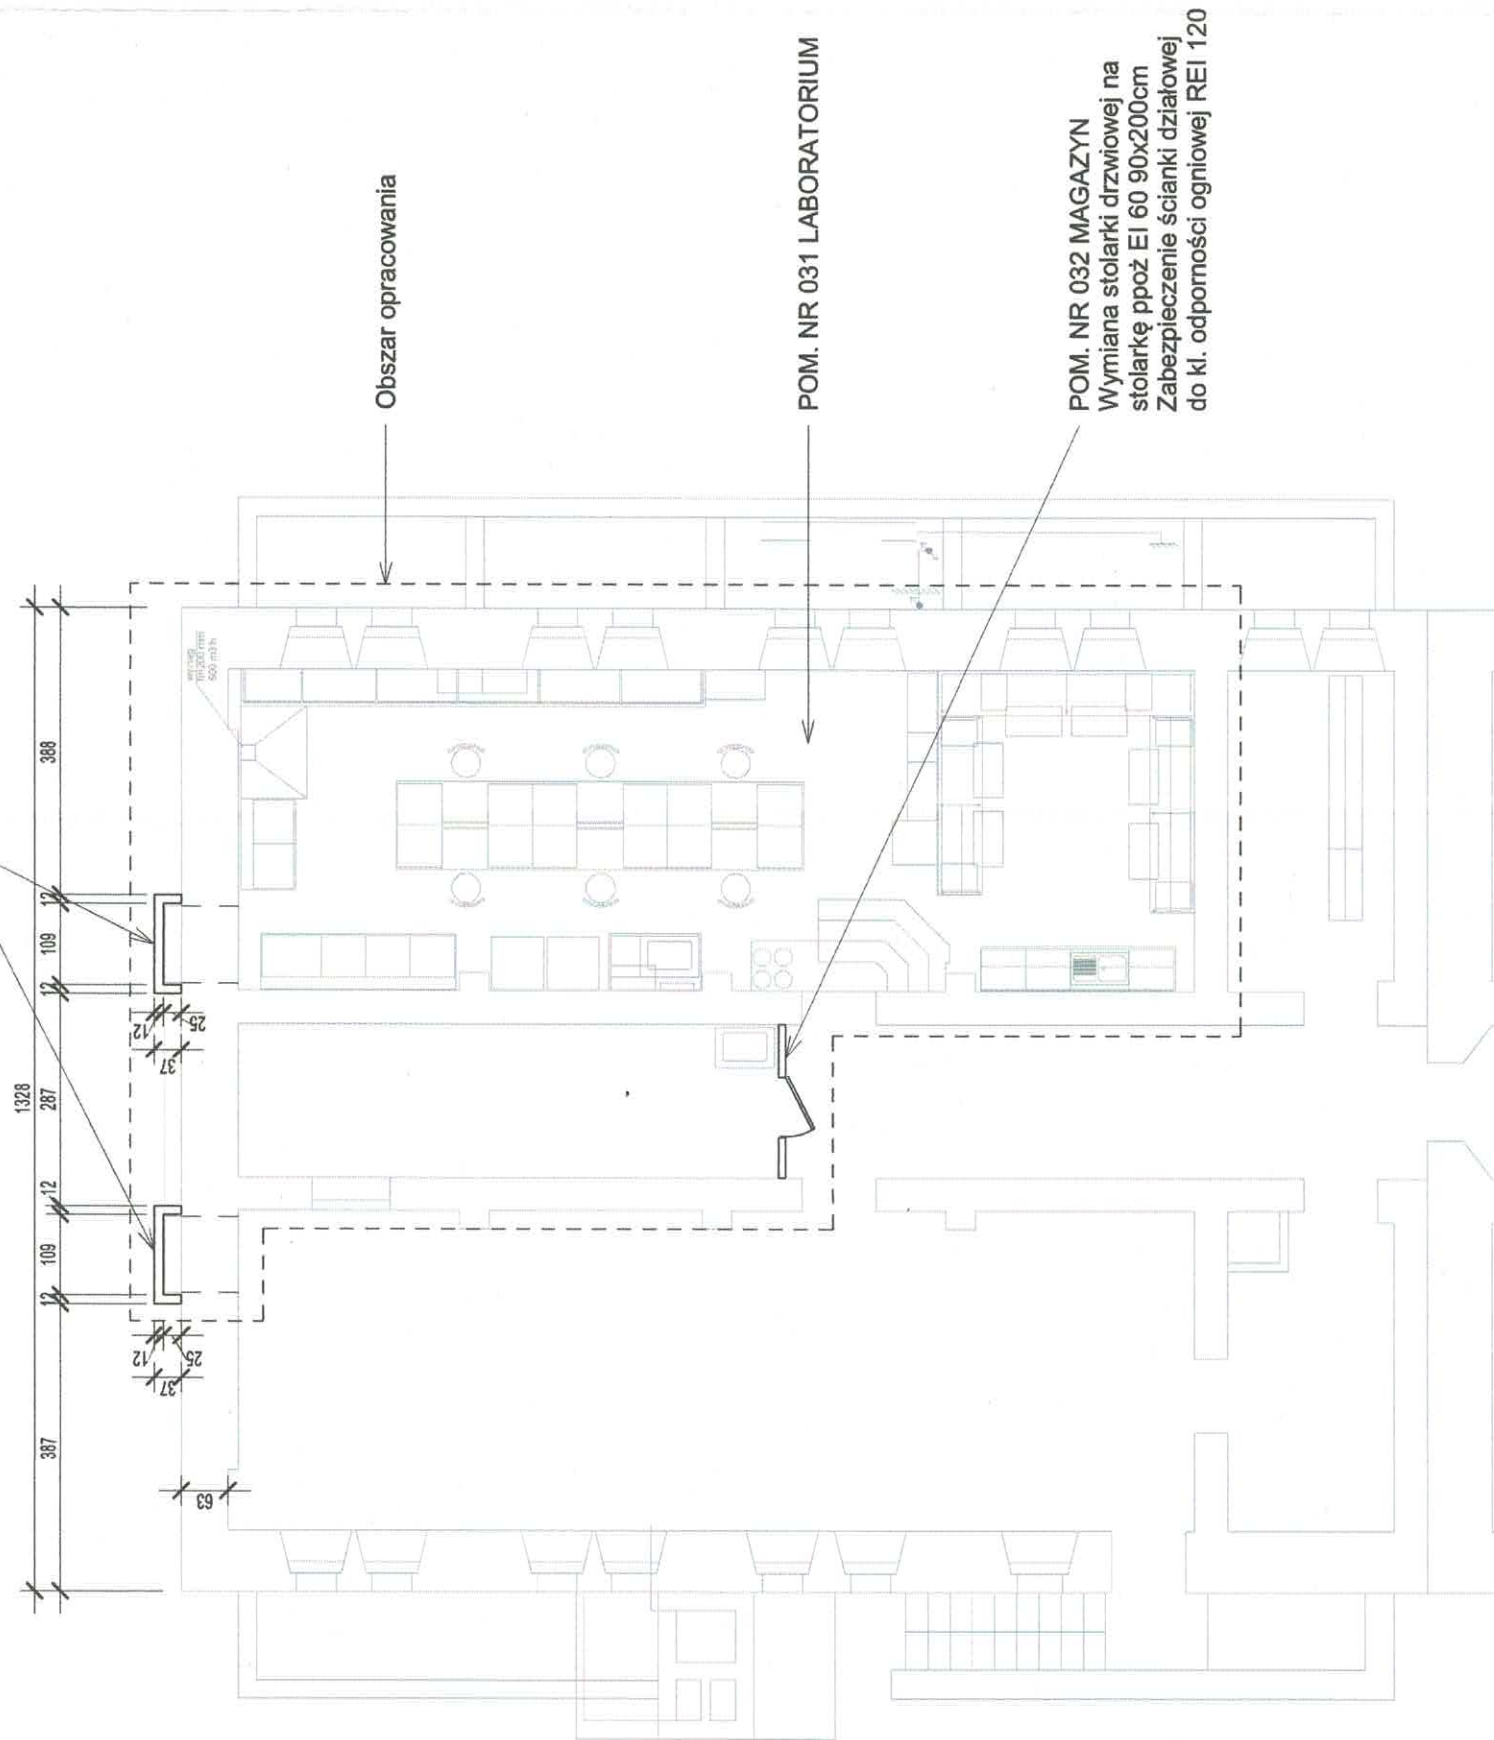 Obszar opracowania
POM. NR 031 LABORATORIUM
POM. NR 032 MAGAZYN
Wymiana stolarki drzwiowej na
stolarkę ppoż EI 60 90x200cm
Zabezpieczenie ścianki działowej
do kl. odporności ogniowej REI 120
1328
387
12
109
12
287
12
109
12
388
12
25
37
12
25
37
63
600 m3/h